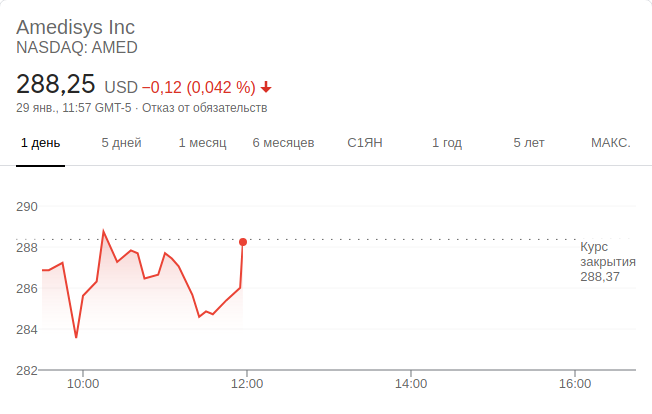 Amedisys Inc
NASDAQ: AMED
288,25 USD −0,12 (0,042 %)
29 янв., 11:57 GMT-5 · Отказ от обязательств
1 день 5 дней 1 месяц 6 месяцев С1ЯН 1 год 5 лет МАКС.
290
288
286
284
282
Курс
закрытия
288,37
10:00 12:00 14:00 16:00